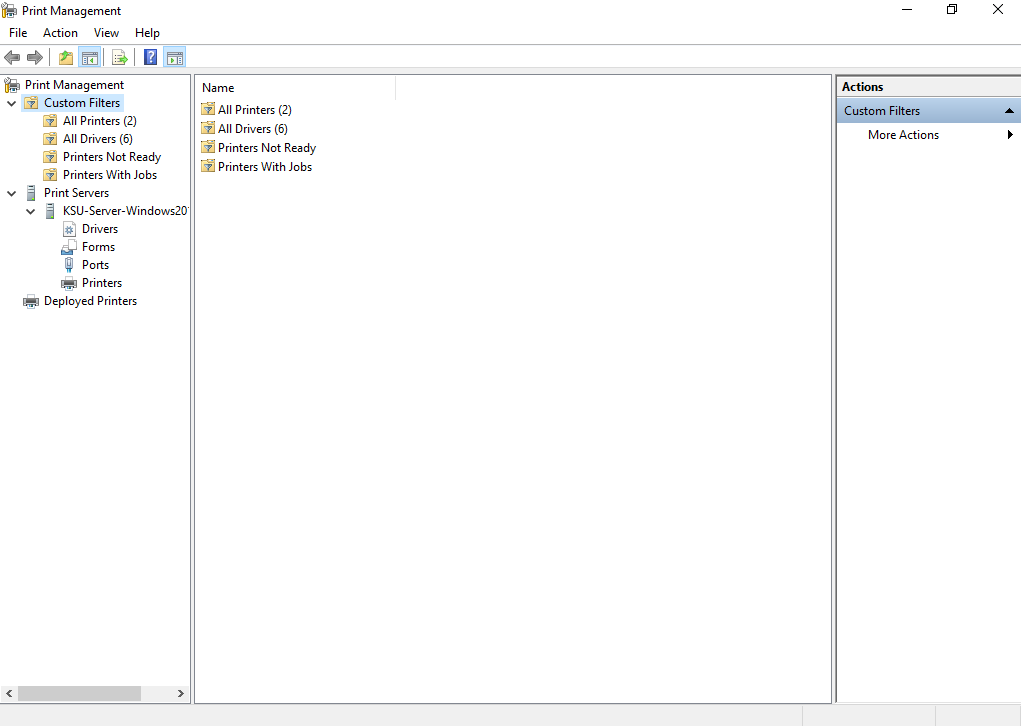 Print Management
File Action View Help
Print Management
Custom Filters
All Printers (2)
All Drivers (6)
Printers Not Ready
Printers With Jobs
Print Servers
KSU-Server-Windows20
Drivers
Forms
Ports
Printers
Deployed Printers
Name
All Printers (2)
All Drivers (6)
Printers Not Ready
Printers With Jobs
Actions
Custom Filters
More Actions